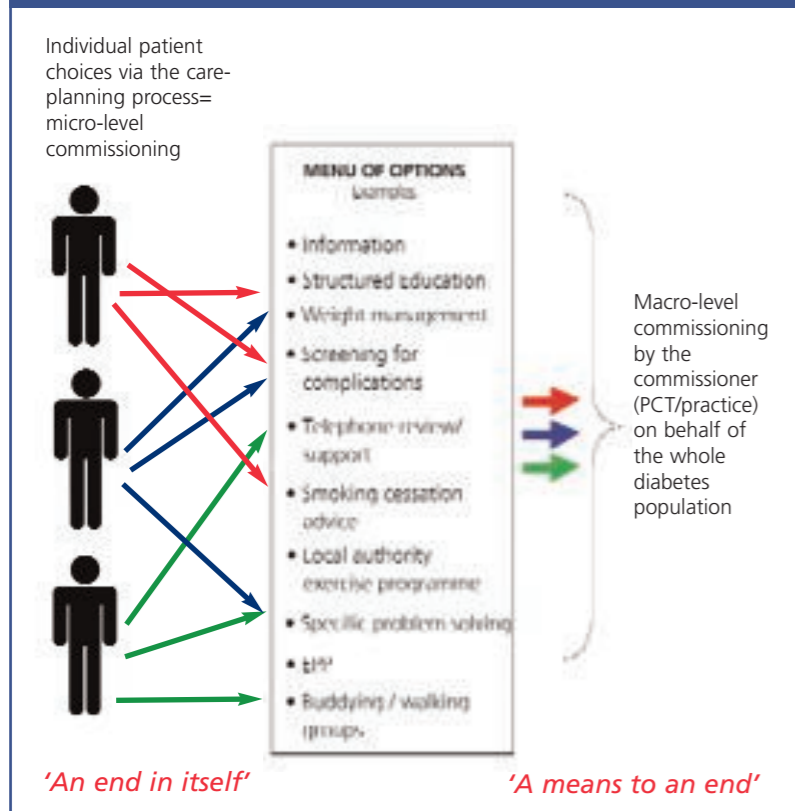 Individual patient
choices via the care-
planning process=
micro-level
commissioning
MENU OF OPTIONS
Examples
• Information
• Structured Education
• Weight management
• Screening for
complications
• Telephone review/
support
• Smoking cessation
advice
• Local authority
exercise programme
• Specific problem solving
• EPP
• Buddying / walking
groups
Macro-level
commissioning
by the
commissioner
(PCT/practice)
on behalf of
the whole
diabetes
population
‘An end in itself’
‘A means to an end’